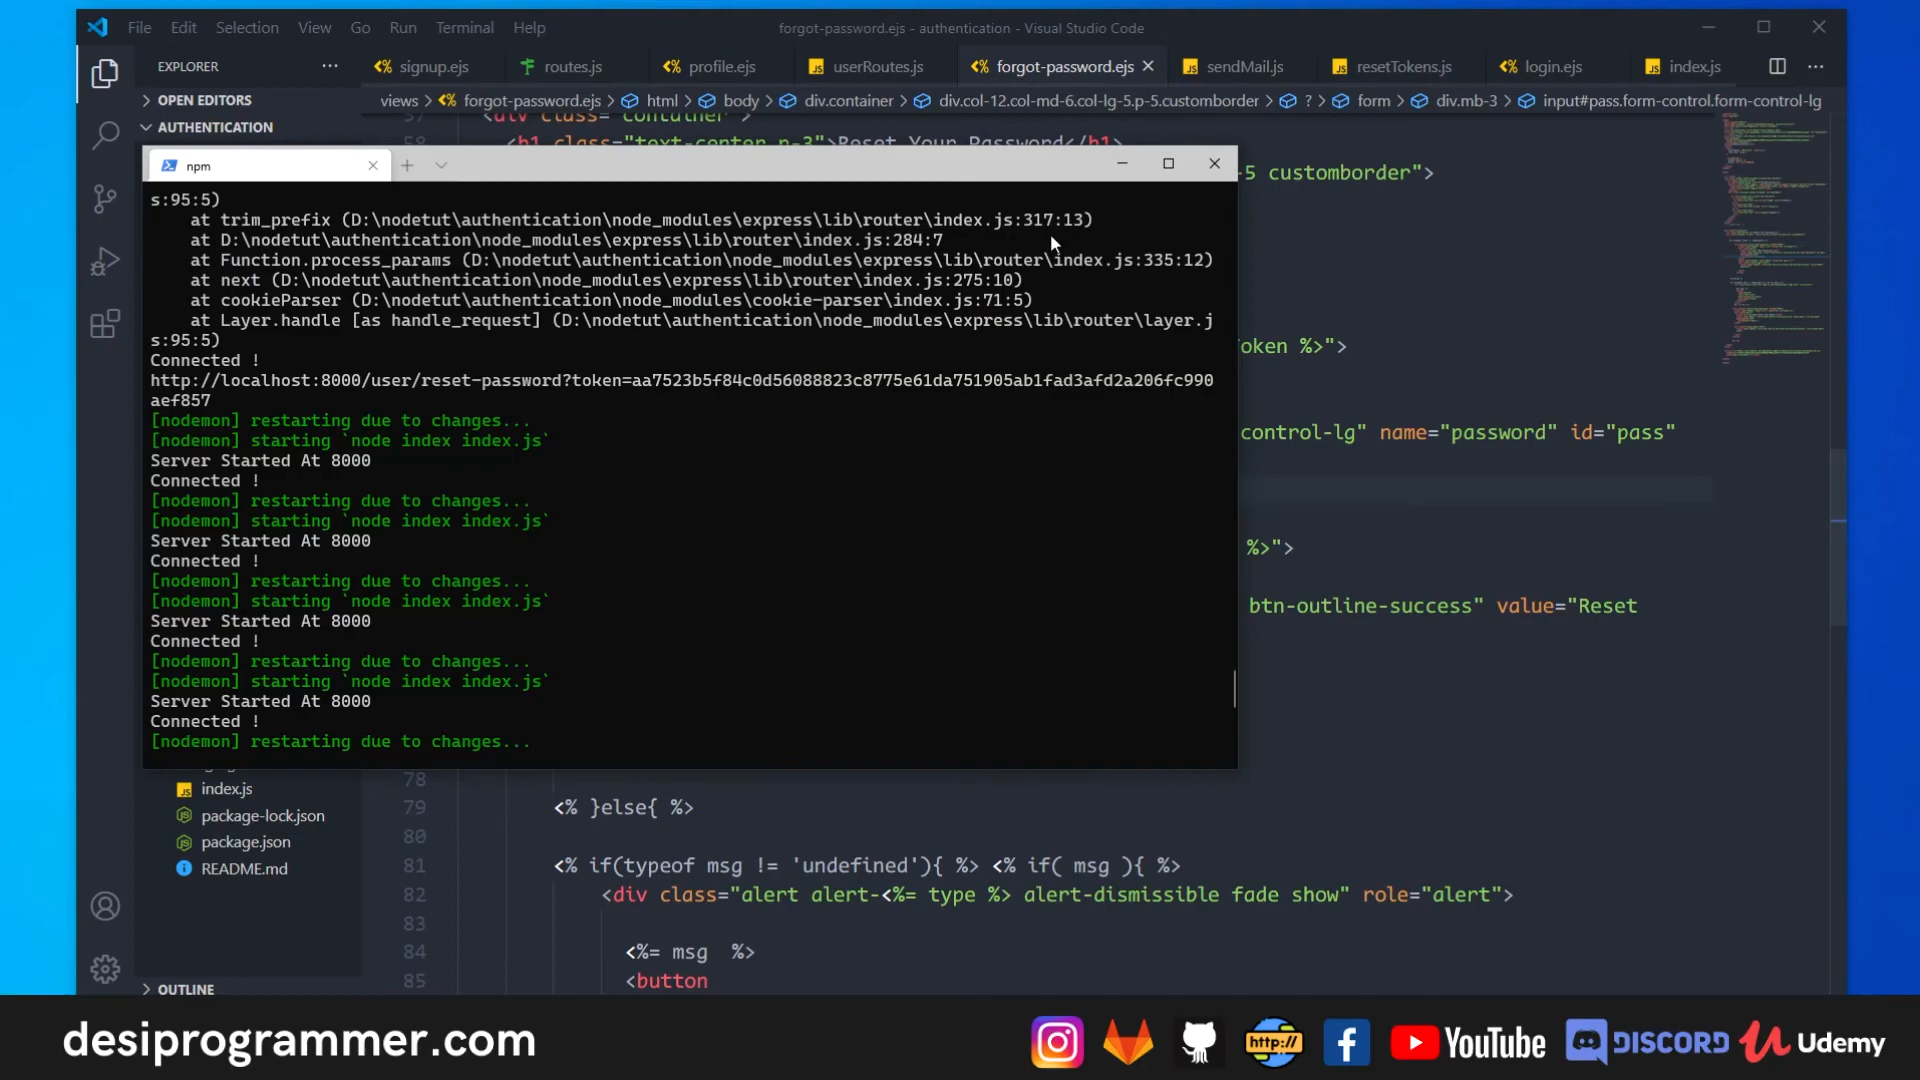 File Edit Selection View Go Run Terminal Help
forgot-password.ejs - authentication - Visual Studio Code
EXPLORER
signup.ejs
routes.js
profile.ejs
userRoutes.js
forgot-password.ejs
sendMail.js
resetTokens.js
login.ejs
index.js
OPEN EDITORS
AUTHENTICATION
views > forgot-password.ejs > html > body > div.container > div.col-12.col-md-6.col-lg-5.p-5.customborder > ? > form > div.mb-3 > input#pass.form-control.form-control-lg
57 <div class="container">
58 <h1 class="text-center p-3">Reset Your Password</h1>
-5 customborder">
npm
s:95:5)
at trim_prefix (D:\nodetut\authentication\node_modules\express\lib\router\index.js:317:13)
at D:\nodetut\authentication\node_modules\express\lib\router\index.js:284:7
at Function.process_params (D:\nodetut\authentication\node_modules\express\lib\router\index.js:335:12)
at next (D:\nodetut\authentication\node_modules\express\lib\router\index.js:275:10)
at cookieParser (D:\nodetut\authentication\node_modules\cookie-parser\index.js:71:5)
at Layer.handle [as handle_request] (D:\nodetut\authentication\node_modules\express\lib\router\layer.j
s:95:5)
Connected !
http://localhost:8000/user/reset-password?token=aa7523b5f84c0d56088823c8775e61da751905ab1fad3afd2a206fc990
aef857
[nodemon] restarting due to changes...
[nodemon] starting `node index index.js`
Server Started At 8000
Connected !
[nodemon] restarting due to changes...
[nodemon] starting `node index index.js`
Server Started At 8000
Connected !
[nodemon] restarting due to changes...
[nodemon] starting `node index index.js`
Server Started At 8000
Connected !
[nodemon] restarting due to changes...
[nodemon] starting `node index index.js`
Server Started At 8000
Connected !
[nodemon] restarting due to changes...
oken %>">
control-lg" name="password" id="pass"
%>">
btn-outline-success" value="Reset
index.js
package-lock.json
package.json
README.md
OUTLINE
78
79 <% }else{ %>
80
81 <% if(typeof msg != 'undefined'){ %> <% if( msg ){ %>
82 <div class="alert alert-<%= type %> alert-dismissible fade show" role="alert">
83
84 <%= msg %>
85 <button
desiprogrammer.com
http://
YouTube
DISCORD
Udemy